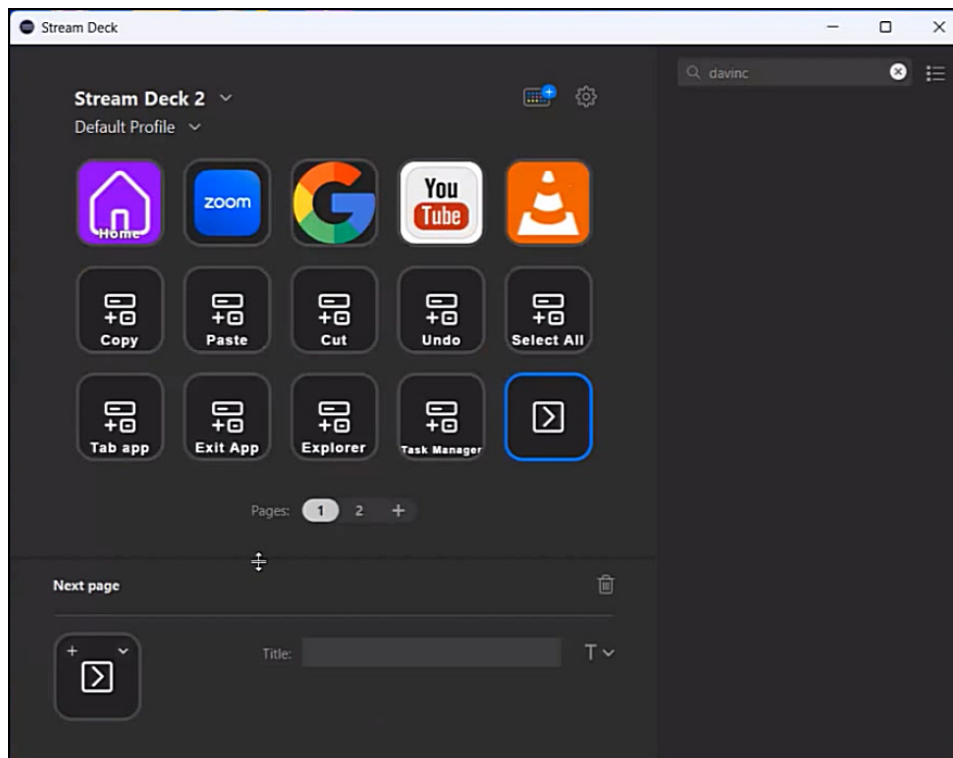 Stream Deck
davinc
Stream Deck 2
Default Profile
Home
zoom
You
Tube
Copy
Paste
Cut
Undo
Select All
Tab app
Exit App
Explorer
Task Manager
Pages: 1 2 +
Next page
Title:
T